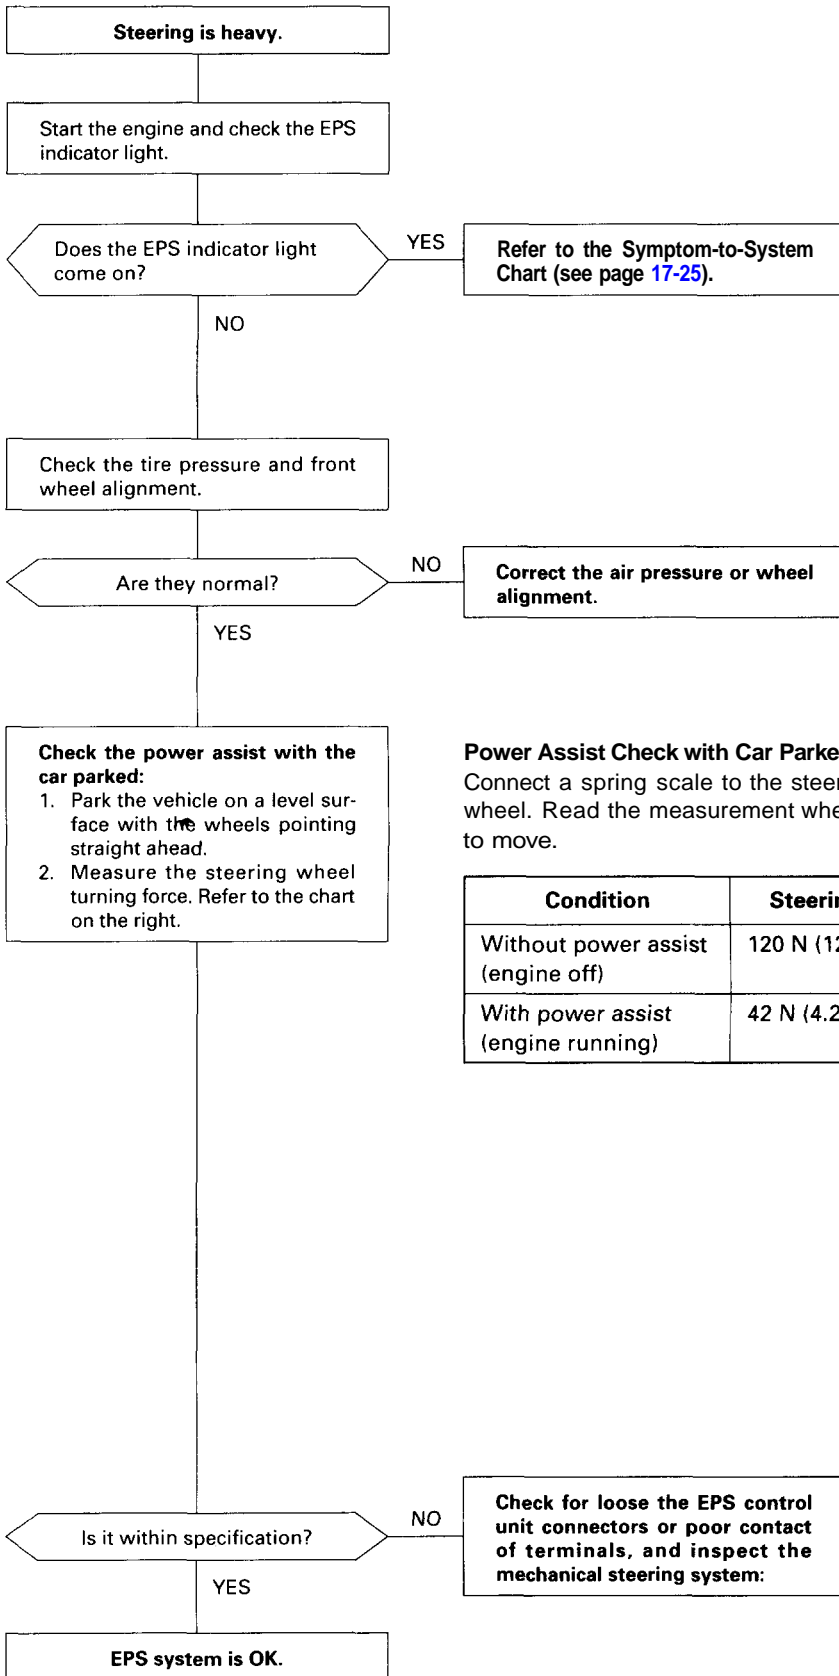 Steering is heavy.
Start the engine and check the EPS
indicator light.
Does the EPS indicator light
come on?
YES
Refer to the Symptom-to-System
Chart (see page 17-25).
NO
Check the tire pressure and front
wheel alignment.
Are they normal?
NO
Correct the air pressure or wheel
alignment.
YES
Check the power assist with the
car parked:
1. Park the vehicle on a level sur-
face with the wheels pointing
straight ahead.
2. Measure the steering wheel
turning force. Refer to the chart
on the right.
Power Assist Check with Car Parke
Connect a spring scale to the steer
wheel. Read the measurement whe
to move.
Condition
Steerin
Without power assist
(engine off)
120 N (12
With power assist
(engine running)
42 N (4.2
Is it within specification?
NO
Check for loose the EPS control
unit connectors or poor contact
of terminals, and inspect the
mechanical steering system:
YES
EPS system is OK.